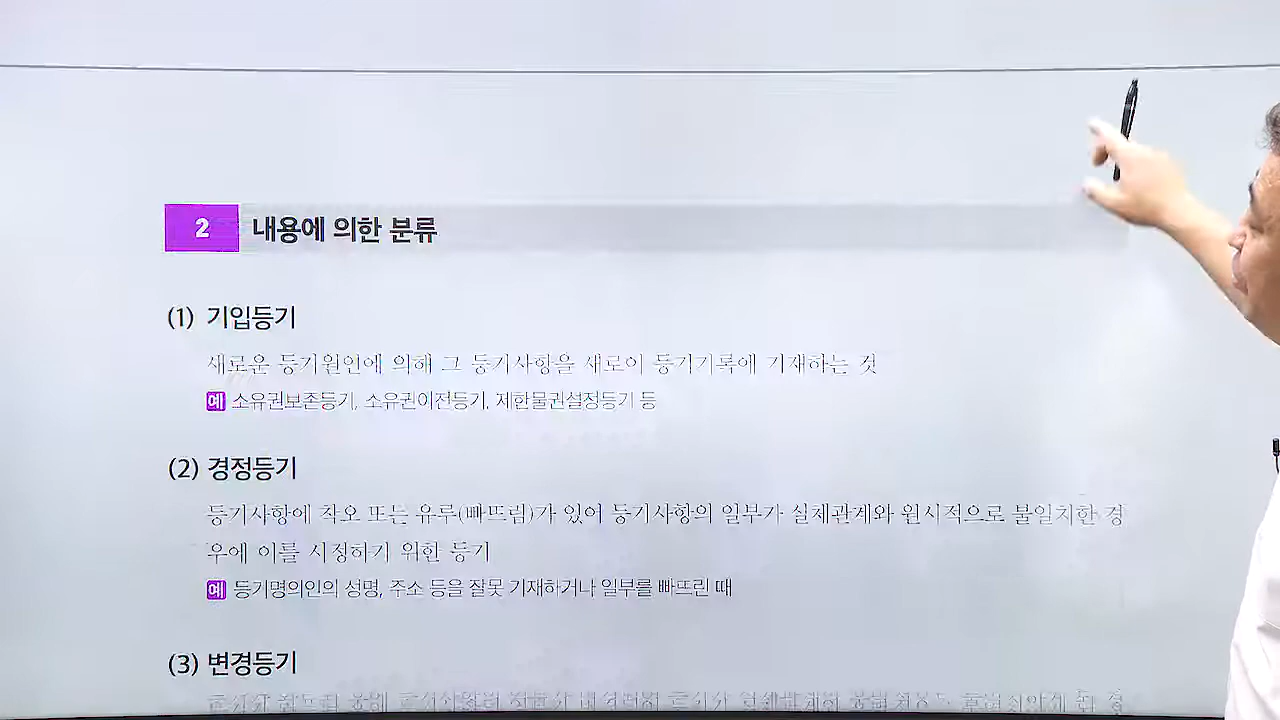 2 내용에 의한 분류
(1) 기입등기
새로운 등기원인에 의해 그 등기사항을 새로이 등기기록에 기재하는 것
예 소유권보존등기, 소유권이전등기, 제한물권설정등기 등
(2) 경정등기
등기사항에 착오 또는 유루(빠뜨림)가 있어 등기사항의 일부가 실체관계와 원시적으로 불일치한 경
우에 이를 시정하기 위한 등기
예 등기명의인의 성명, 주소 등을 잘못 기재하거나 일부를 빠뜨린 때
(3) 변경등기